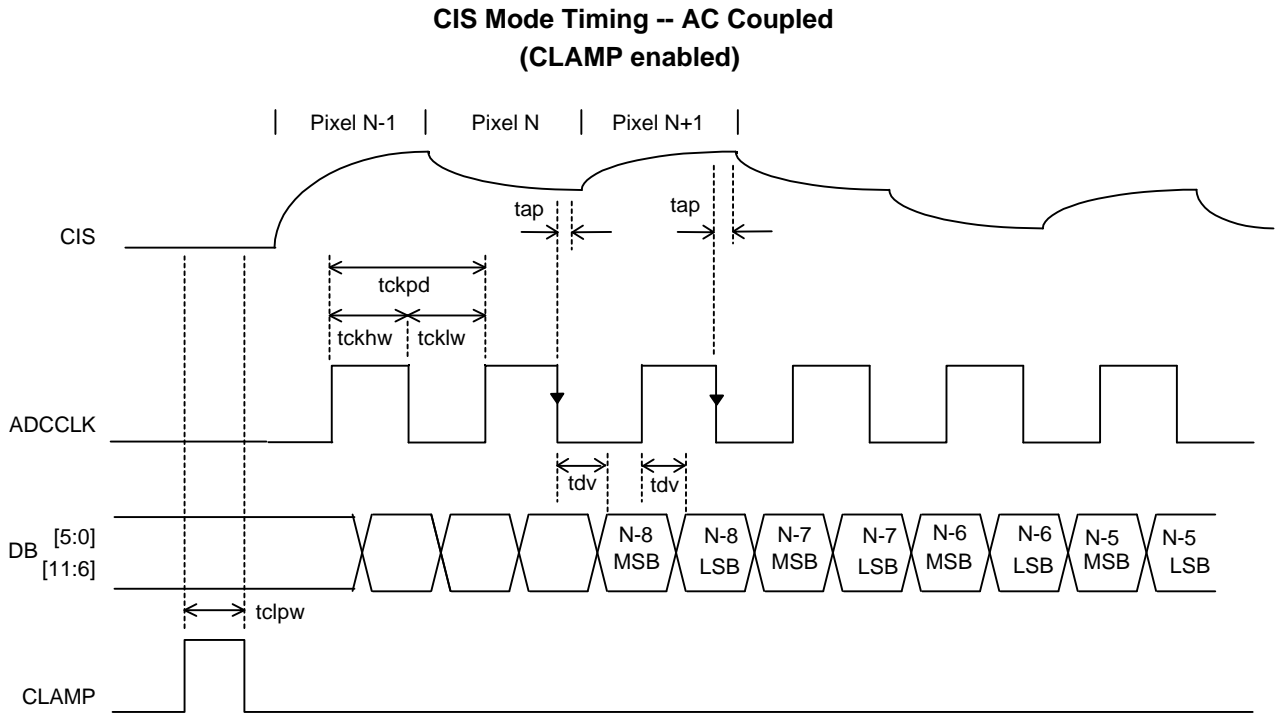 CIS Mode Timing -- AC Coupled
(CLAMP enabled)
| Pixel N-1 | Pixel N | Pixel N+1 |
tap tap
CIS
tckpd
tckhw tcklw
ADCCLK
tdv tdv
DB [5:0]
[11:6]
N-8 MSB
N-8 LSB
N-7 MSB
N-7 LSB
N-6 MSB
N-6 LSB
N-5 MSB
N-5 LSB
tclpw
CLAMP